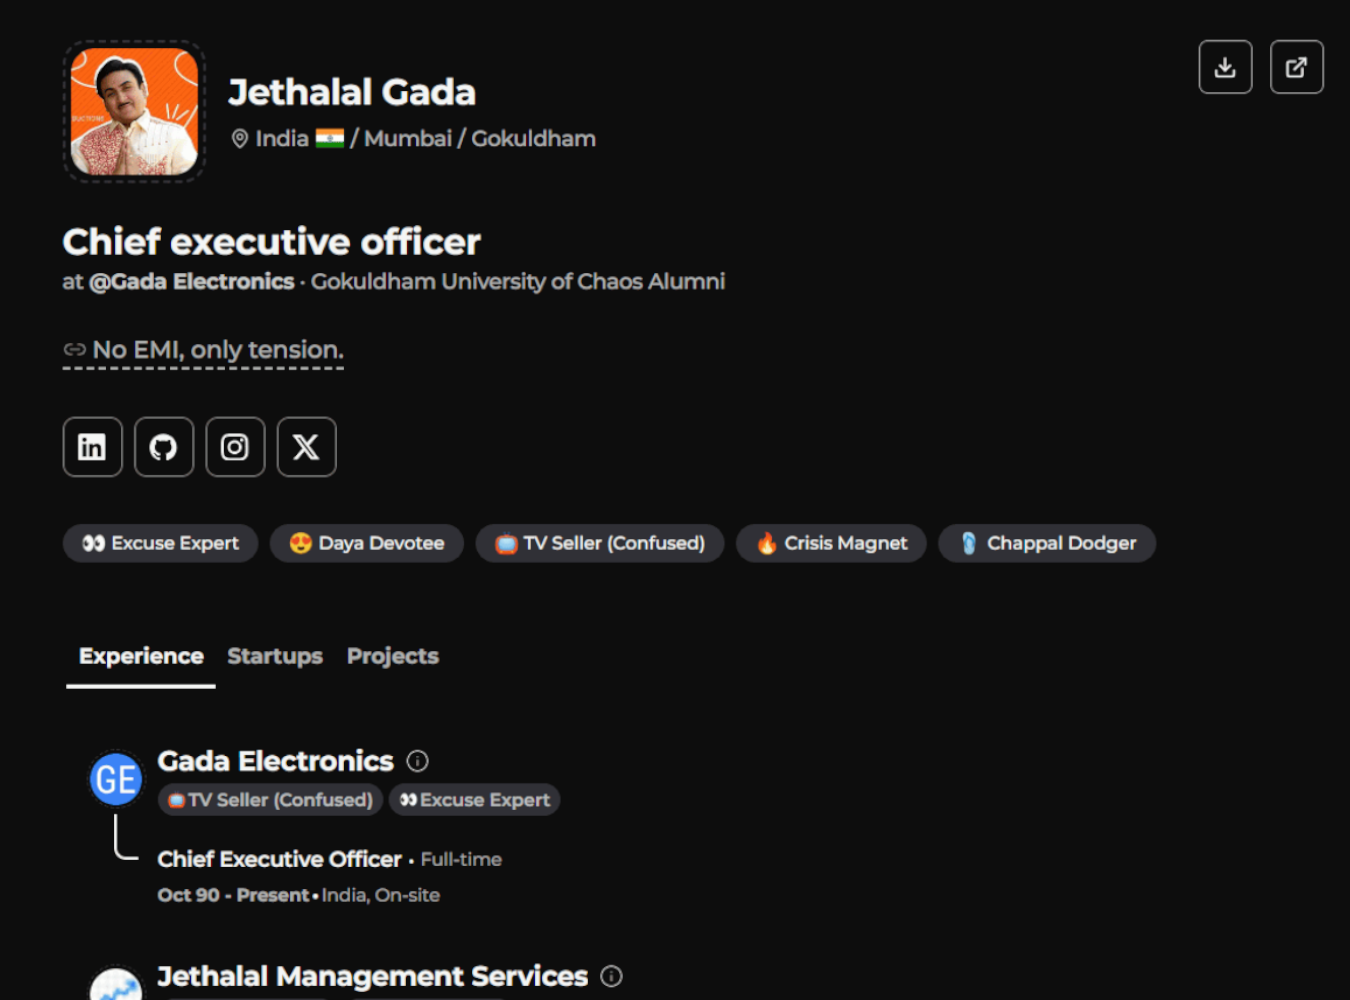 DUCTIONS
Jethalal Gada
India 🇮🇳 / Mumbai / Gokuldham
Chief executive officer
at @Gada Electronics · Gokuldham University of Chaos Alumni
No EMI, only tension.
in
👀 Excuse Expert 😍 Daya Devotee 📺 TV Seller (Confused) 🔥 Crisis Magnet 🩴 Chappal Dodger
Experience Startups Projects
GE
Gada Electronics
📺 TV Seller (Confused) 👀 Excuse Expert
Chief Executive Officer • Full-time
Oct 90 - Present • India, On-site
Jethalal Management Services